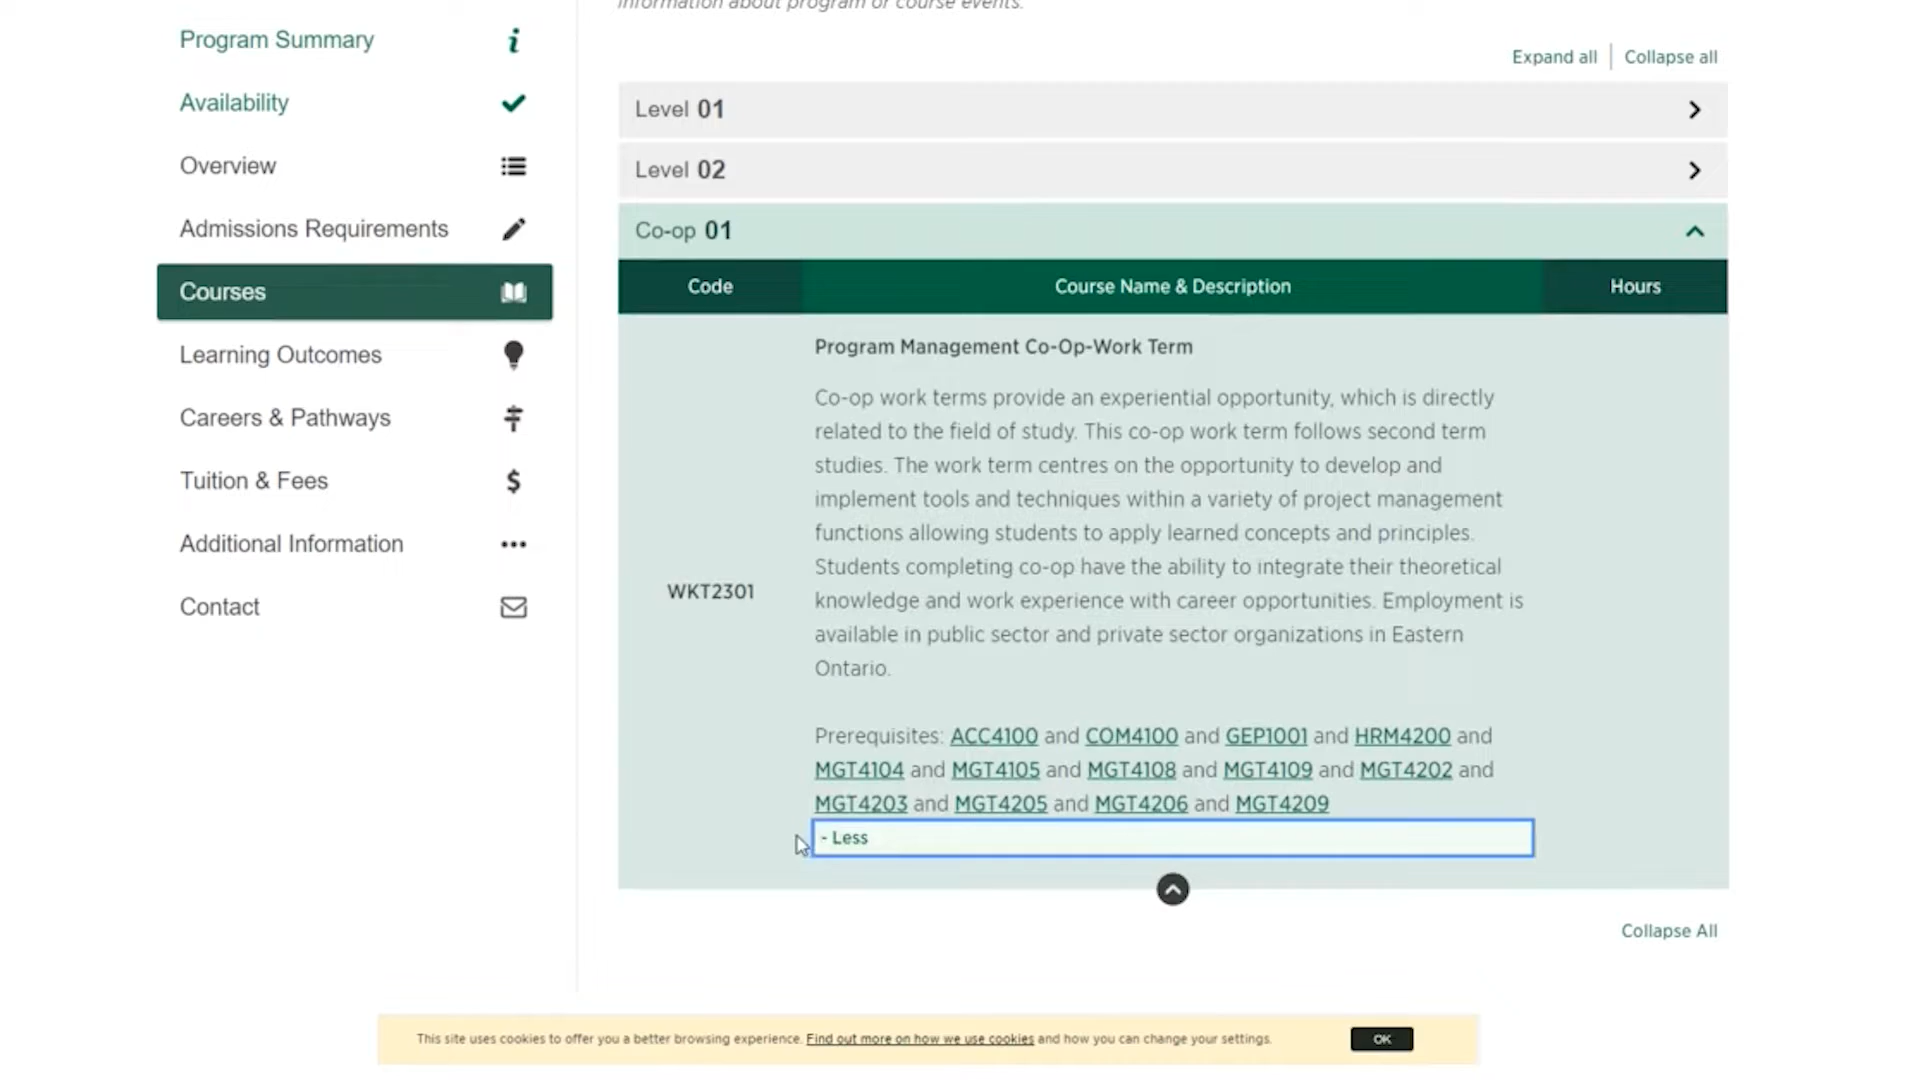 information about program or course events.
Program Summary
Availability
Overview
Admissions Requirements
Courses
Learning Outcomes
Careers & Pathways
Tuition & Fees
Additional Information
Contact
Expand all
Collapse all
Level 01
Level 02
Co-op 01
Code
Course Name & Description
Hours
WKT2301
Program Management Co-Op-Work Term
Co-op work terms provide an experiential opportunity, which is directly
related to the field of study. This co-op work term follows second term
studies. The work term centres on the opportunity to develop and
implement tools and techniques within a variety of project management
functions allowing students to apply learned concepts and principles.
Students completing co-op have the ability to integrate their theoretical
knowledge and work experience with career opportunities. Employment is
available in public sector and private sector organizations in Eastern
Ontario.
Prerequisites: ACC4100 and COM4100 and GEP1001 and HRM4200 and
MGT4104 and MGT4105 and MGT4108 and MGT4109 and MGT4202 and
MGT4203 and MGT4205 and MGT4206 and MGT4209
- Less
Collapse All
This site uses cookies to offer you a better browsing experience. Find out more on how we use cookies and how you can change your settings.
OK